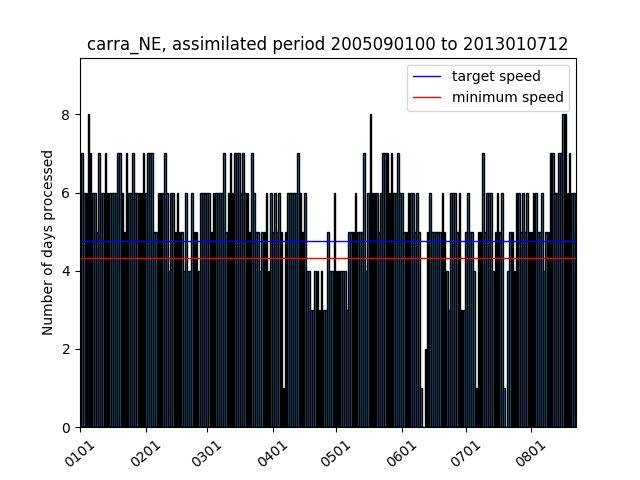 carra_NE, assimilated period 2005090100 to 2013010712
target speed
minimum speed
Number of days processed
8
6
4
2
0
0101 0201 0301 0401 0501 0601 0701 0801